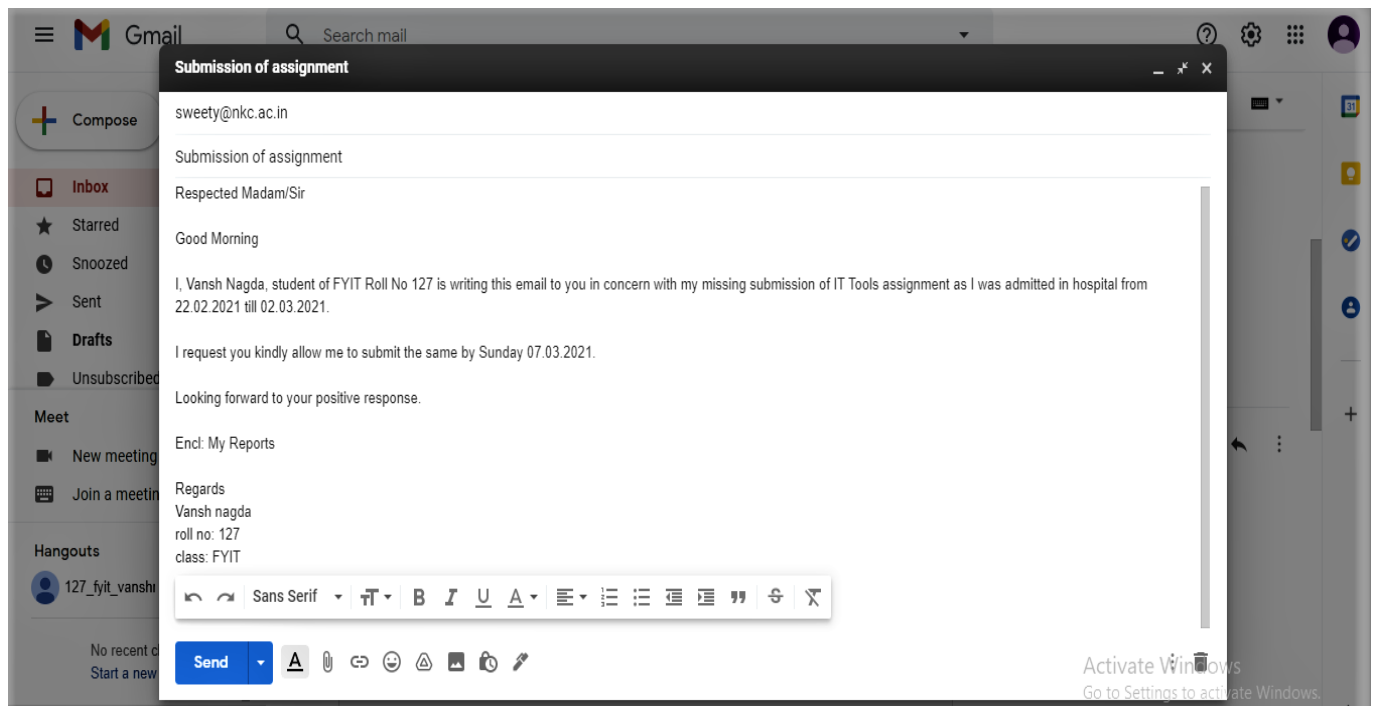 Gmail
Search mail
Submission of assignment
Compose
sweety@nkc.ac.in
31
Submission of assignment
Inbox
Respected Madam/Sir
Starred
Good Morning
Snoozed
I, Vansh Nagda, student of FYIT Roll No 127 is writing this email to you in concern with my missing submission of IT Tools assignment as I was admitted in hospital from
22.02.2021 till 02.03.2021.
Sent
Drafts
I request you kindly allow me to submit the same by Sunday 07.03.2021.
Unsubscribed
Looking forward to your positive response.
Meet
Encl: My Reports
New meeting
Join a meetin
Regards
Vansh nagda
roll no: 127
class: FYIT
Hangouts
127_fyit_vansh
Sans Serif
No recent c
Start a new
Send
Activate Windows
Go to Settings to activate Windows.